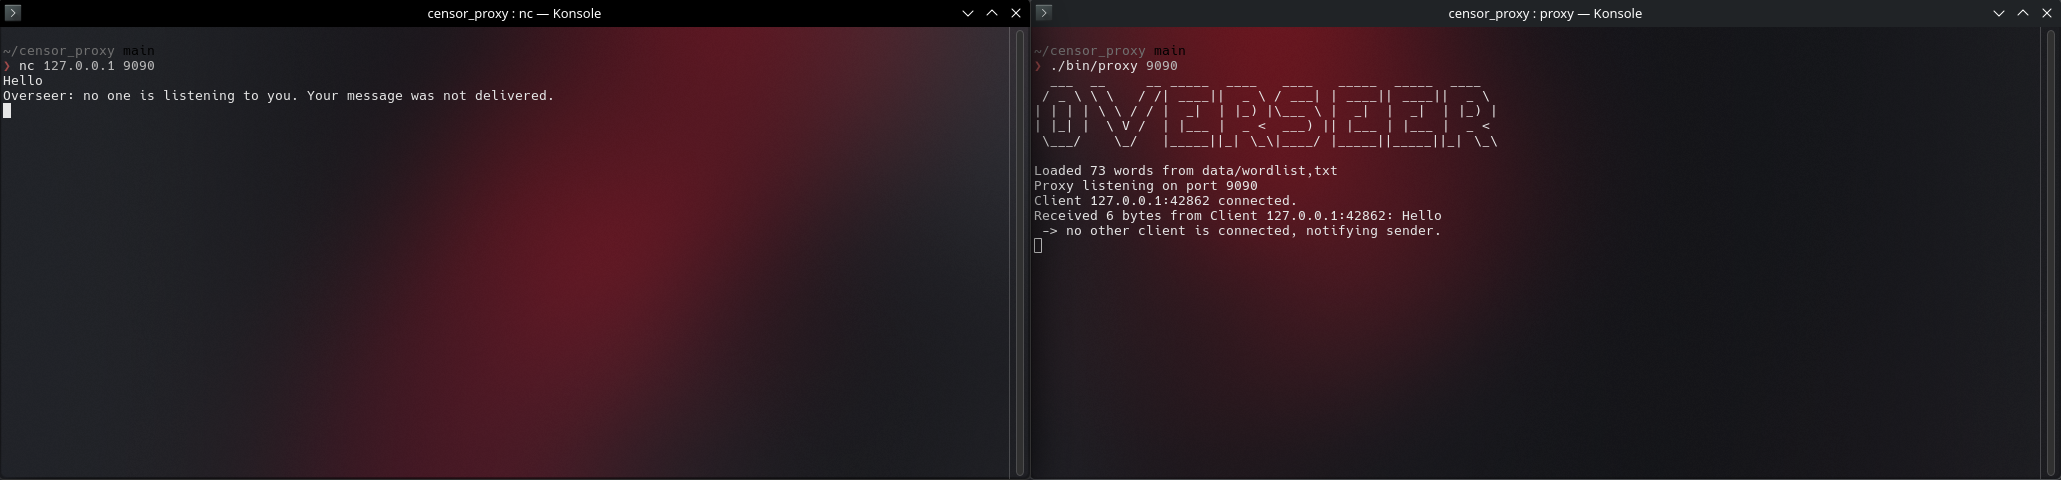 censor_proxy : nc — Konsole
~/censor_proxy main
❯ nc 127.0.0.1 9090
Hello
Overseer: no one is listening to you. Your message was not delivered.
censor_proxy : proxy — Konsole
~/censor_proxy main
❯ ./bin/proxy 9090
OVERSEER
Loaded 73 words from data/wordlist,txt
Proxy listening on port 9090
Client 127.0.0.1:42862 connected.
Received 6 bytes from Client 127.0.0.1:42862: Hello
-> no other client is connected, notifying sender.